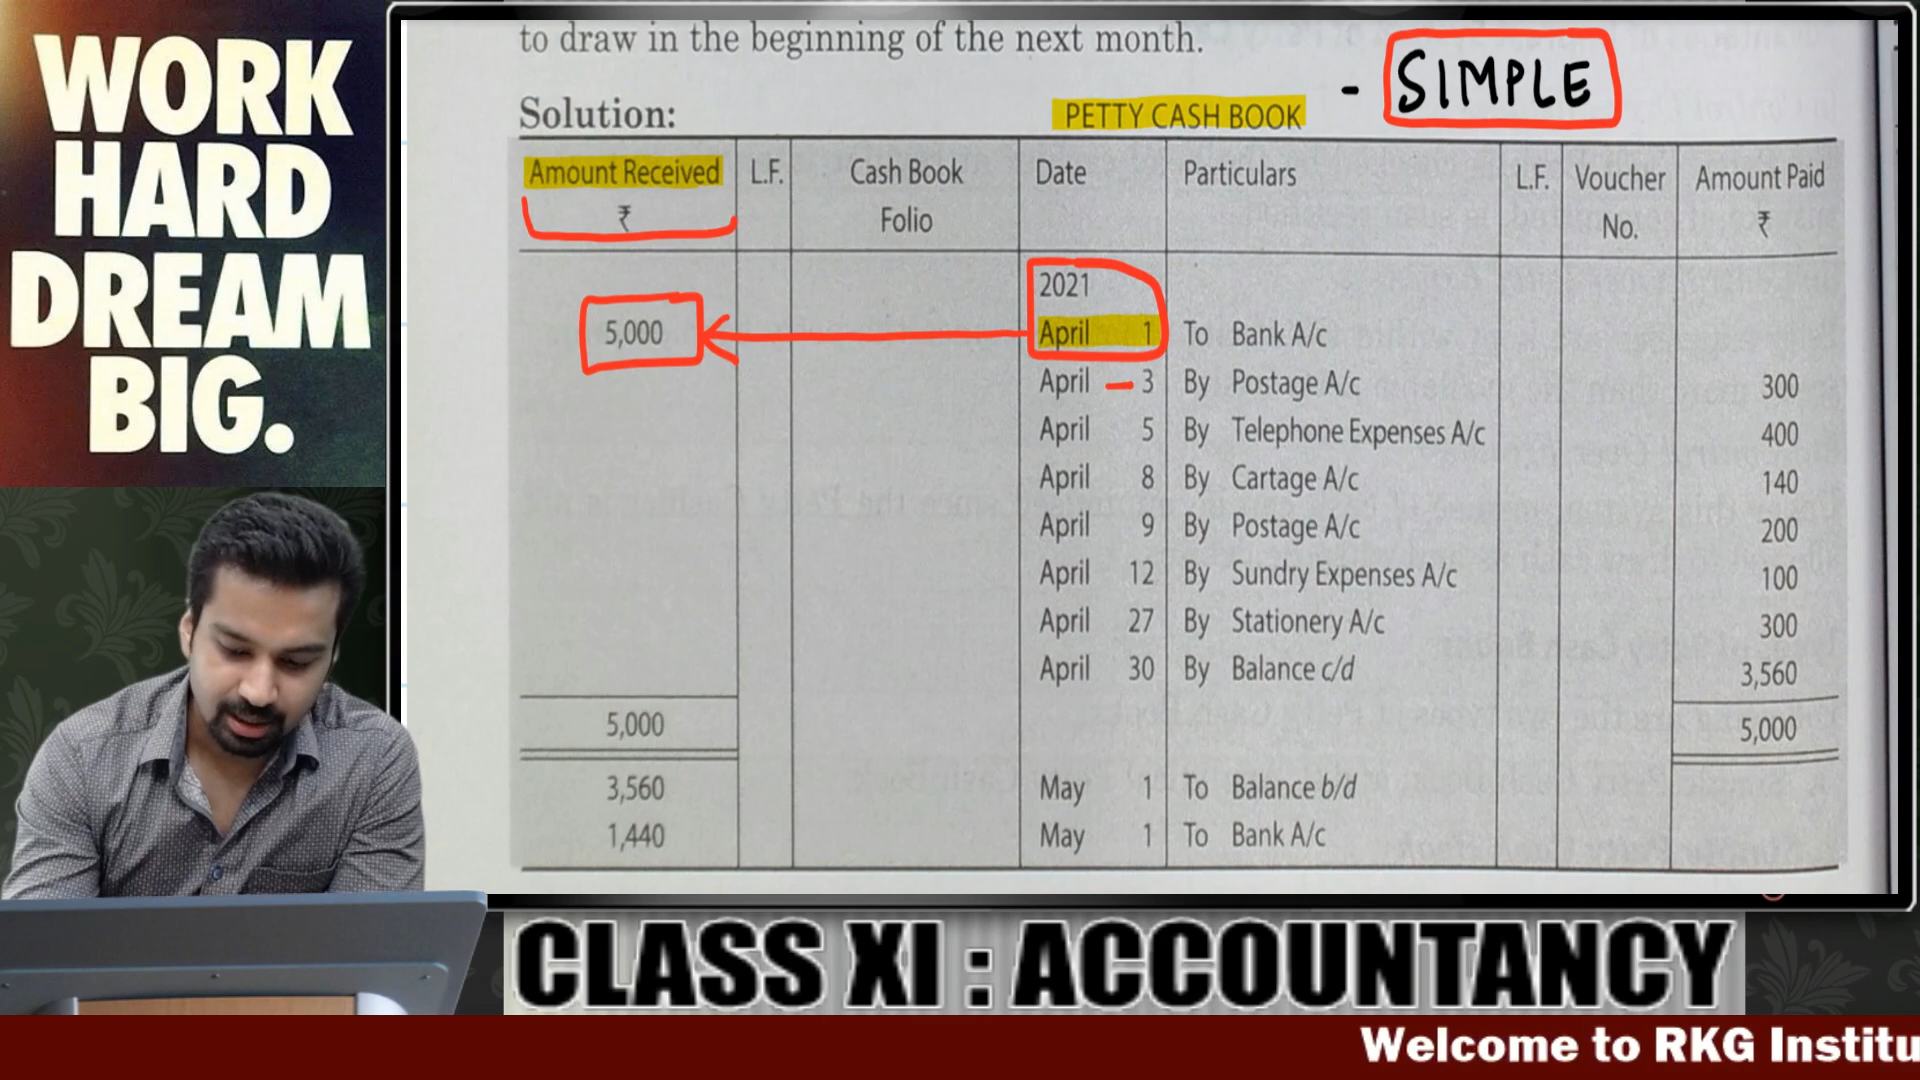 WORK
HARD
DREAM
BIG.
to draw in the beginning of the next month.
- SIMPLE
Solution: PETTY CASH BOOK
Amount Received ₹ L.F. Cash Book Folio Date Particulars L.F. Voucher No. Amount Paid ₹
2021
5,000 April 1 To Bank A/c
April 3 By Postage A/c 300
April 5 By Telephone Expenses A/c 400
April 8 By Cartage A/c 140
April 9 By Postage A/c 200
April 12 By Sundry Expenses A/c 100
April 27 By Stationery A/c 300
April 30 By Balance c/d 3,560
5,000 5,000
3,560 May 1 To Balance b/d
1,440 May 1 To Bank A/c
CLASS XI : ACCOUNTANCY
Welcome to RKG Institu